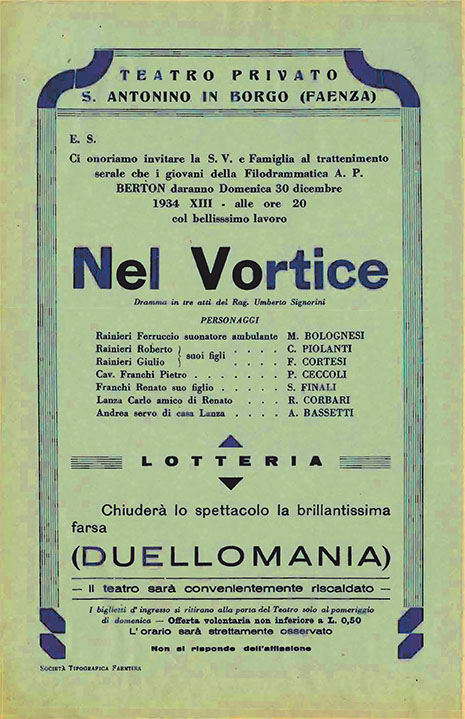 TEATRO PRIVATO
S. ANTONINO IN BORGO (FAENZA)
E. S.
Ci onoriamo invitare la S. V. e Famiglia al trattenimento
serale che i giovani della Filodrammatica A. P.
BERTON daranno Domenica 30 dicembre
1934 XIII - alle ore 20
col bellisssimo lavoro
Nel Vortice
Dramma in tre atti del Rag. Umberto Signorini
PERSONAGGI
Rainieri Ferruccio suonatore ambulante M. BOLOGNESI
Rainieri Roberto } suoi figli . . . . C. PIOLANTI
Rainieri Giulio } suoi figli . . . . F. CORTESI
Cav. Franchi Pietro . . . . . . . P. CECCOLI
Franchi Renato suo figlio . . . . . S. FINALI
Lanza Carlo amico di Renato . . . R. CORBARI
Andrea servo di casa Lanza . . . . A. BASSETTI
LOTTERIA
Chiuderà lo spettacolo la brillantissima
farsa
(DUELLOMANIA)
— Il teatro sarà convenientemente riscaldato —
I biglietti d' ingresso si ritirano alla porta del Teatro solo al pomeriggio
di domenica — Offerta volontaria non inferiore a L. 0,50
L' orario sarà strettamente osservato
Non si risponde dell'affissione
SOCIETÀ TIPOGRAFICA FAENTINA